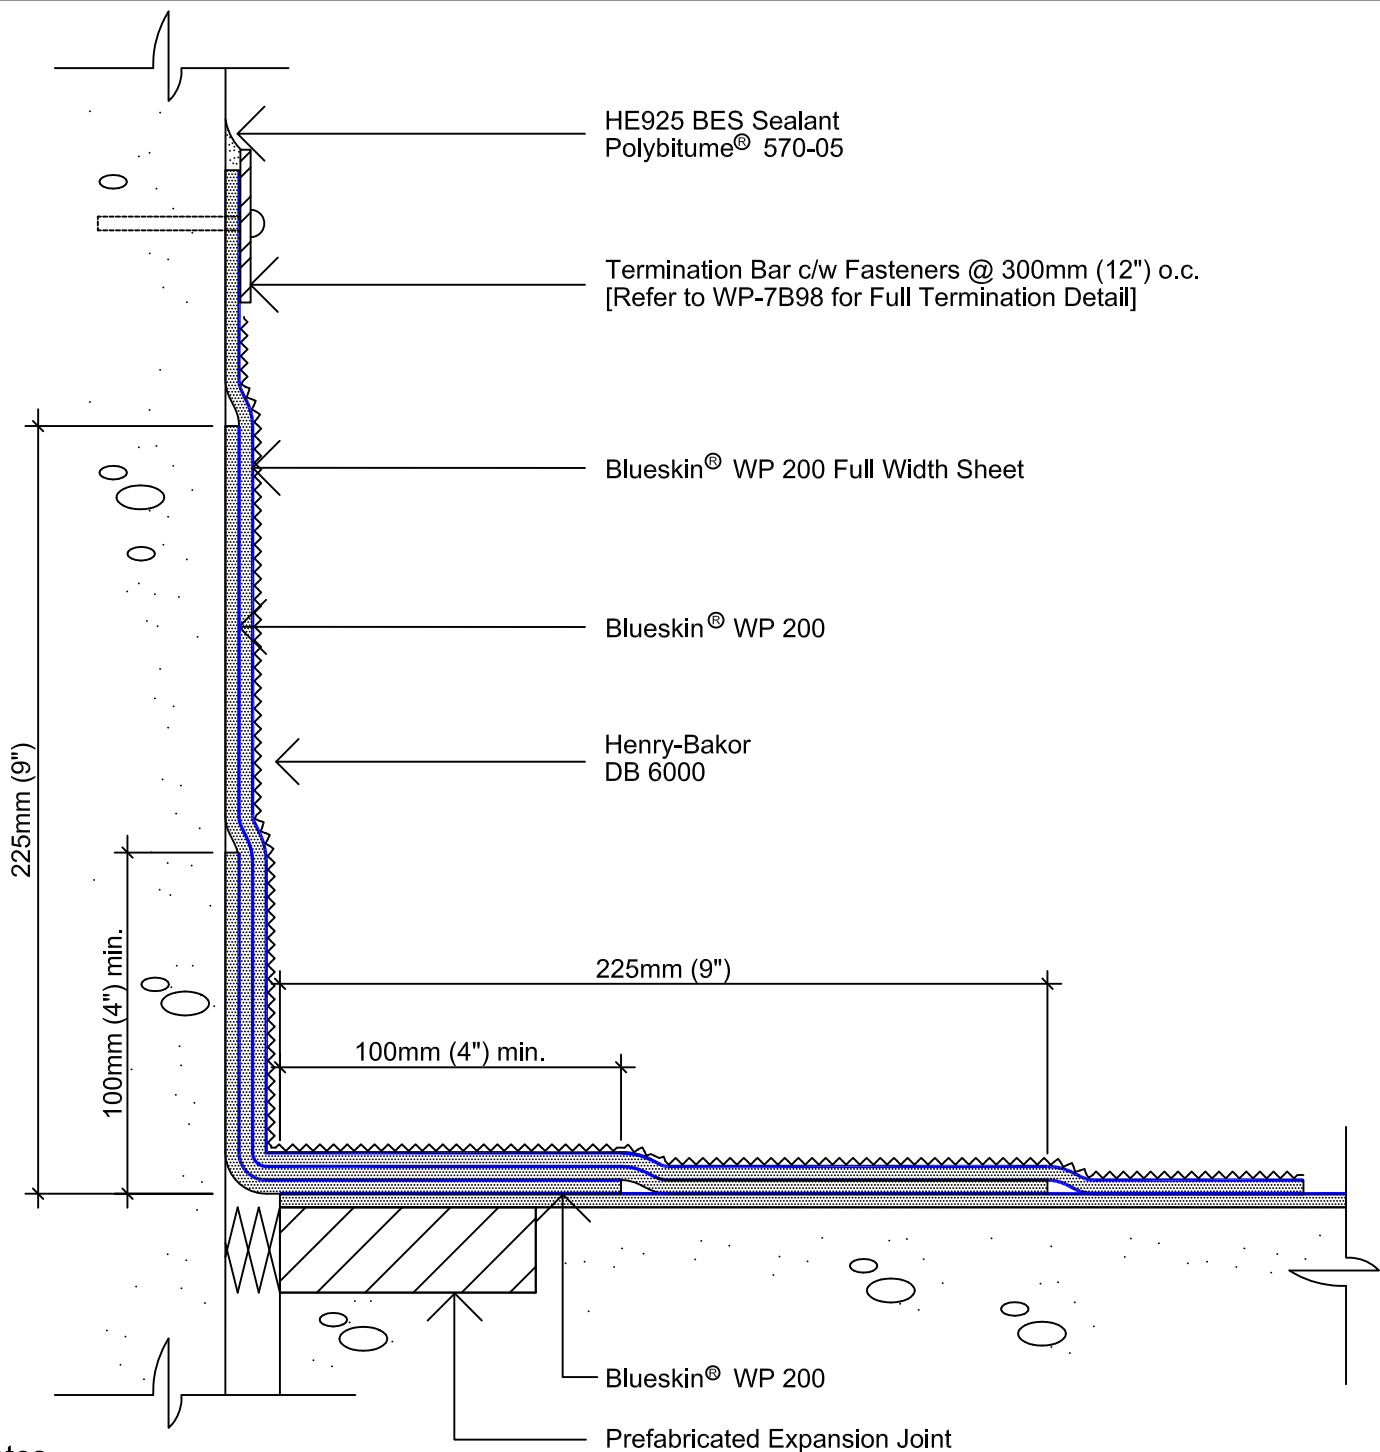 HE925 BES Sealant
Polybitume® 570-05
Termination Bar c/w Fasteners @ 300mm (12") o.c.
[Refer to WP-7B98 for Full Termination Detail]
Blueskin® WP 200 Full Width Sheet
Blueskin® WP 200
Henry-Bakor
DB 6000
225mm (9")
100mm (4") min.
225mm (9")
100mm (4") min.
Blueskin® WP 200
Prefabricated Expansion Joint